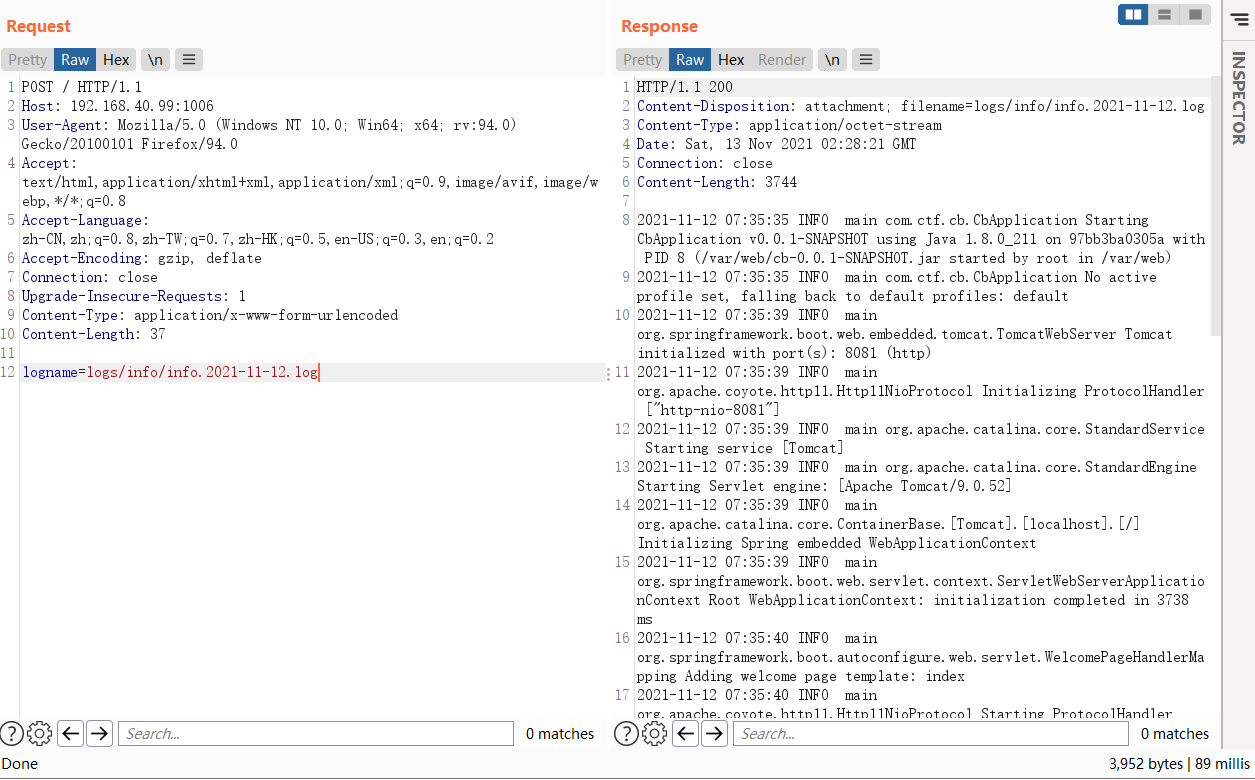 Request
Pretty Raw Hex \n
1 POST / HTTP/1.1
2 Host: 192.168.40.99:1006
3 User-Agent: Mozilla/5.0 (Windows NT 10.0; Win64; x64; rv:94.0)
Gecko/20100101 Firefox/94.0
4 Accept:
text/html,application/xhtml+xml,application/xml;q=0.9,image/avif,image/w
ebp,*/*;q=0.8
5 Accept-Language:
zh-CN,zh;q=0.8,zh-TW;q=0.7,zh-HK;q=0.5,en-US;q=0.3,en;q=0.2
6 Accept-Encoding: gzip, deflate
7 Connection: close
8 Upgrade-Insecure-Requests: 1
9 Content-Type: application/x-www-form-urlencoded
10 Content-Length: 37
11
12 logname=logs/info/info.2021-11-12.log
Search...
0 matches
Done
Response
Pretty Raw Hex Render \n
1 HTTP/1.1 200
2 Content-Disposition: attachment; filename=logs/info/info.2021-11-12.log
3 Content-Type: application/octet-stream
4 Date: Sat, 13 Nov 2021 02:28:21 GMT
5 Connection: close
6 Content-Length: 3744
7
8 2021-11-12 07:35:35 INFO  main com.ctf.cb.CbApplication Starting
CbApplication v0.0.1-SNAPSHOT using Java 1.8.0_211 on 97bb3ba0305a with
PID 8 (/var/web/cb-0.0.1-SNAPSHOT.jar started by root in /var/web)
9 2021-11-12 07:35:35 INFO  main com.ctf.cb.CbApplication No active
profile set, falling back to default profiles: default
10 2021-11-12 07:35:39 INFO  main
org.springframework.boot.web.embedded.tomcat.TomcatWebServer Tomcat
initialized with port(s): 8081 (http)
11 2021-11-12 07:35:39 INFO  main
org.apache.coyote.http11.Http11NioProtocol Initializing ProtocolHandler
["http-nio-8081"]
12 2021-11-12 07:35:39 INFO  main org.apache.catalina.core.StandardService
Starting service [Tomcat]
13 2021-11-12 07:35:39 INFO  main org.apache.catalina.core.StandardEngine
Starting Servlet engine: [Apache Tomcat/9.0.52]
14 2021-11-12 07:35:39 INFO  main
org.apache.catalina.core.ContainerBase.[Tomcat].[localhost].[/]
Initializing Spring embedded WebApplicationContext
15 2021-11-12 07:35:39 INFO  main
org.springframework.boot.web.servlet.context.ServletWebServerApplicatio
nContext Root WebApplicationContext: initialization completed in 3738
ms
16 2021-11-12 07:35:40 INFO  main
org.springframework.boot.autoconfigure.web.servlet.WelcomePageHandlerMa
pping Adding welcome page template: index
17 2021-11-12 07:35:40 INFO  main
org.apache.coyote.http11.Http11NioProtocol Starting ProtocolHandler
Search...
0 matches
3,952 bytes | 89 millis
INSPECTOR